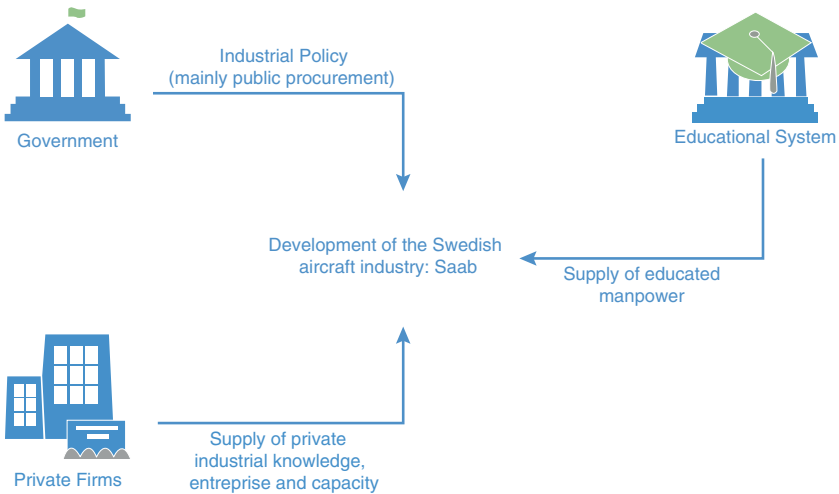 Industrial Policy
(mainly public procurement)
Government
Educational System
Development of the Swedish
aircraft industry: Saab
Supply of educated
manpower
Supply of private
industrial knowledge,
entreprise and capacity
Private Firms